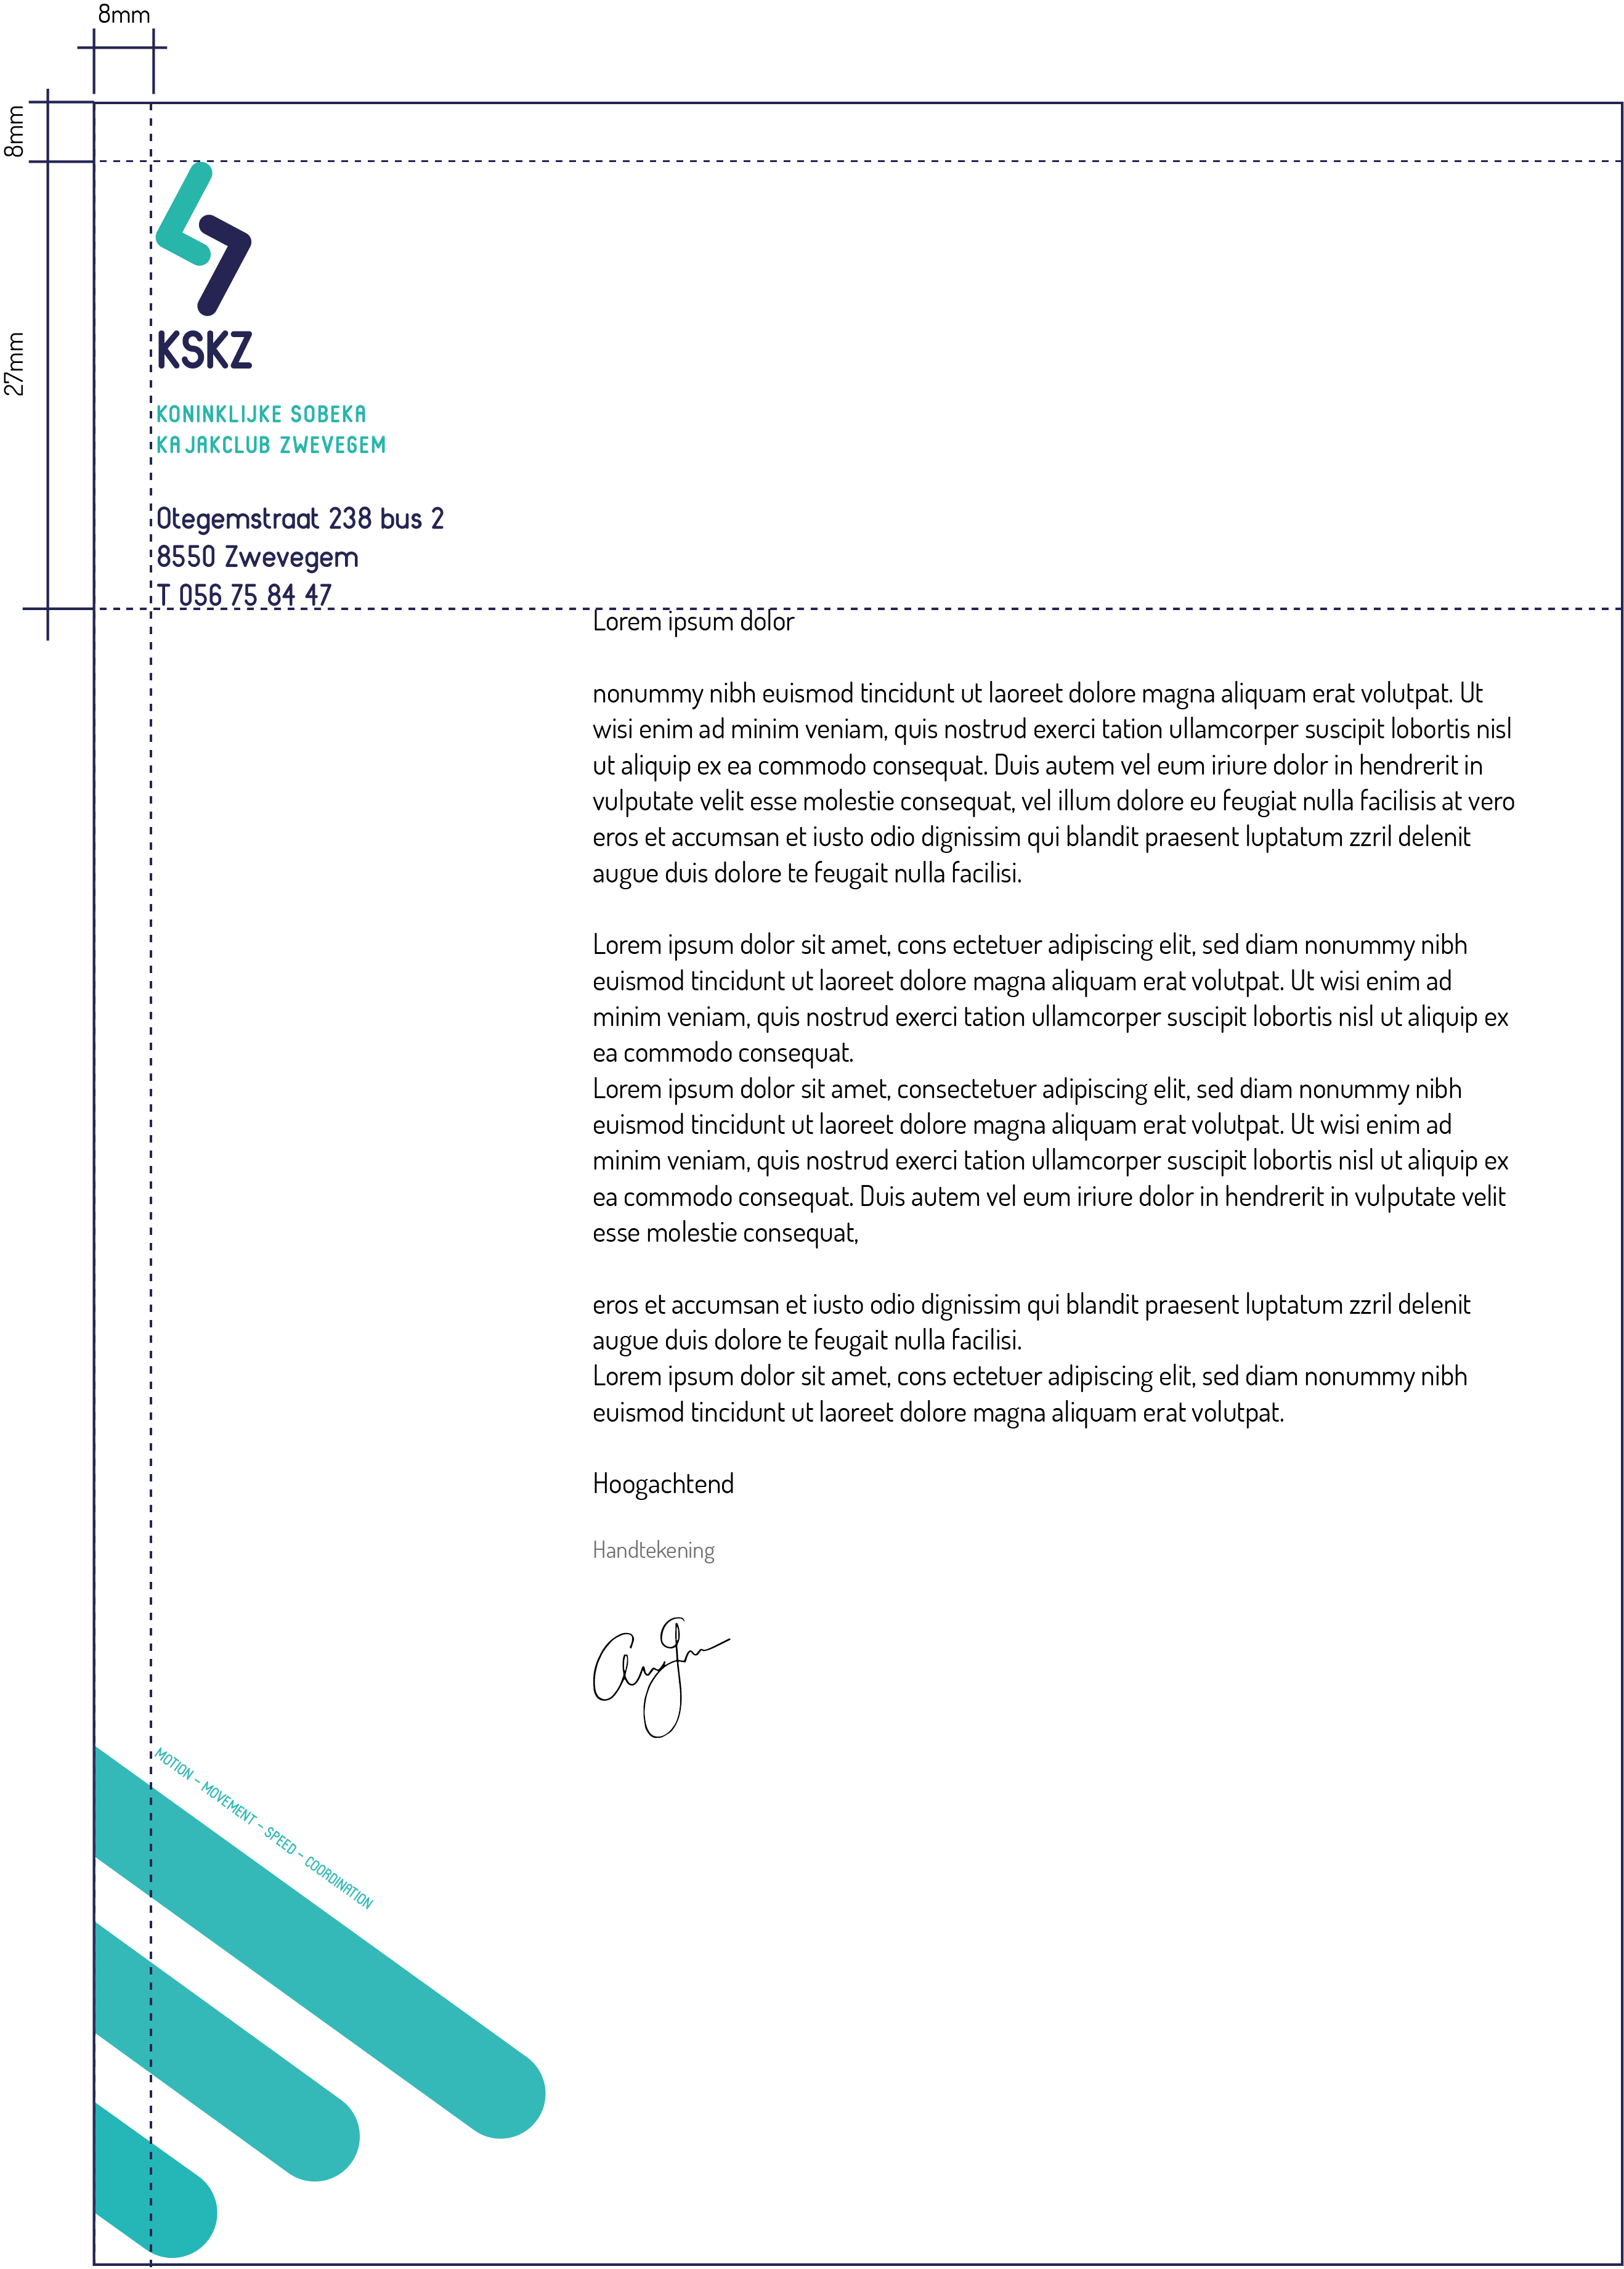 8mm
8mm
27mm
KSKZ
KONINKLIJKE SOBEKA
KAJAKCLUB ZWEVEGEM
Otegemstraat 238 bus 2
8550 Zwevegem
T 056 75 84 47
Lorem ipsum dolor
nonummy nibh euismod tincidunt ut laoreet dolore magna aliquam erat volutpat. Ut
wisi enim ad minim veniam, quis nostrud exerci tation ullamcorper suscipit lobortis nisl
ut aliquip ex ea commodo consequat. Duis autem vel eum iriure dolor in hendrerit in
vulputate velit esse molestie consequat, vel illum dolore eu feugiat nulla facilisis at vero
eros et accumsan et iusto odio dignissim qui blandit praesent luptatum zzril delenit
augue duis dolore te feugait nulla facilisi.
Lorem ipsum dolor sit amet, cons ectetuer adipiscing elit, sed diam nonummy nibh
euismod tincidunt ut laoreet dolore magna aliquam erat volutpat. Ut wisi enim ad
minim veniam, quis nostrud exerci tation ullamcorper suscipit lobortis nisl ut aliquip ex
ea commodo consequat.
Lorem ipsum dolor sit amet, consectetuer adipiscing elit, sed diam nonummy nibh
euismod tincidunt ut laoreet dolore magna aliquam erat volutpat. Ut wisi enim ad
minim veniam, quis nostrud exerci tation ullamcorper suscipit lobortis nisl ut aliquip ex
ea commodo consequat. Duis autem vel eum iriure dolor in hendrerit in vulputate velit
esse molestie consequat,
eros et accumsan et iusto odio dignissim qui blandit praesent luptatum zzril delenit
augue duis dolore te feugait nulla facilisi.
Lorem ipsum dolor sit amet, cons ectetuer adipiscing elit, sed diam nonummy nibh
euismod tincidunt ut laoreet dolore magna aliquam erat volutpat.
Hoogachtend
Handtekening
MOTION - MOVEMENT - SPEED - COORDINATION